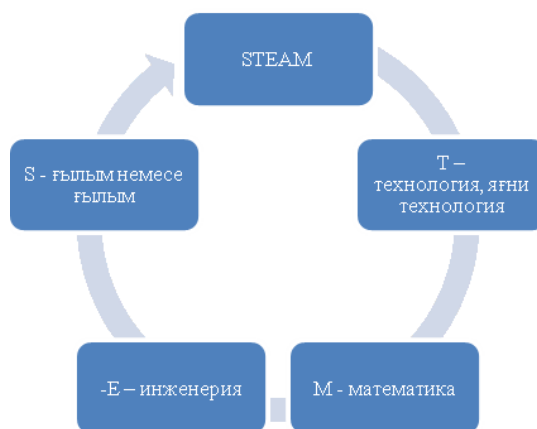 STEAM
T –
технология, яғни
технология
M - математика
-E – инженерия
S - ғылым немесе
ғылым